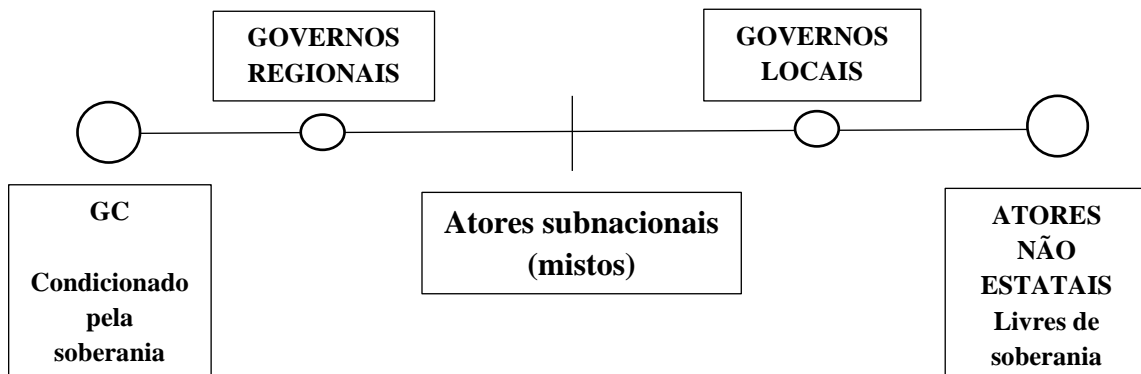 GOVERNOS
REGIONAIS
GOVERNOS
LOCAIS
GC
Condicionado
pela
soberania
Atores subnacionais
(mistos)
ATORES
NÃO
ESTATAIS
Livres de
soberania